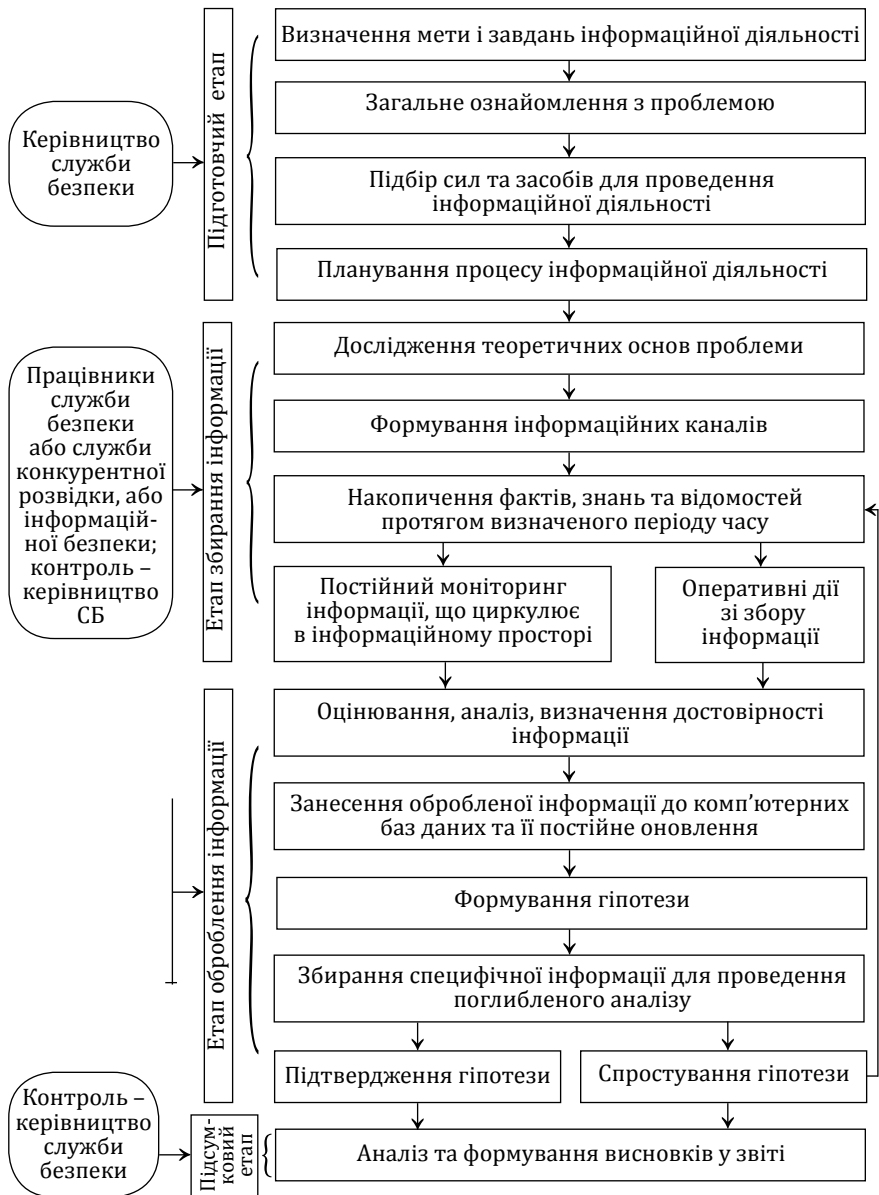 Керівництво
служби
безпеки
Підготовчий етап
Визначення мети і завдань інформаційної діяльності
Загальне ознайомлення з проблемою
Підбір сил та засобів для проведення
інформаційної діяльності
Планування процесу інформаційної діяльності
Працівники
служби
безпеки
або служби
конкурентної
розвідки, або
інформацій-
ної безпеки;
контроль –
керівництво
СБ
Етап збирання інформації
Дослідження теоретичних основ проблеми
Формування інформаційних каналів
Накопичення фактів, знань та відомостей
протягом визначеного періоду часу
Постійний моніторинг
інформації, що циркулює
в інформаційному просторі
Оперативні дії
зі збору
інформації
Етап оброблення інформації
Оцінювання, аналіз, визначення достовірності
інформації
Занесення обробленої інформації до комп’ютерних
баз даних та її постійне оновлення
Формування гіпотези
Збирання специфічної інформації для проведення
поглибленого аналізу
Підтвердження гіпотези
Спростування гіпотези
Контроль –
керівництво
служби
безпеки
Підсум-
ковий
етап
Аналіз та формування висновків у звіті